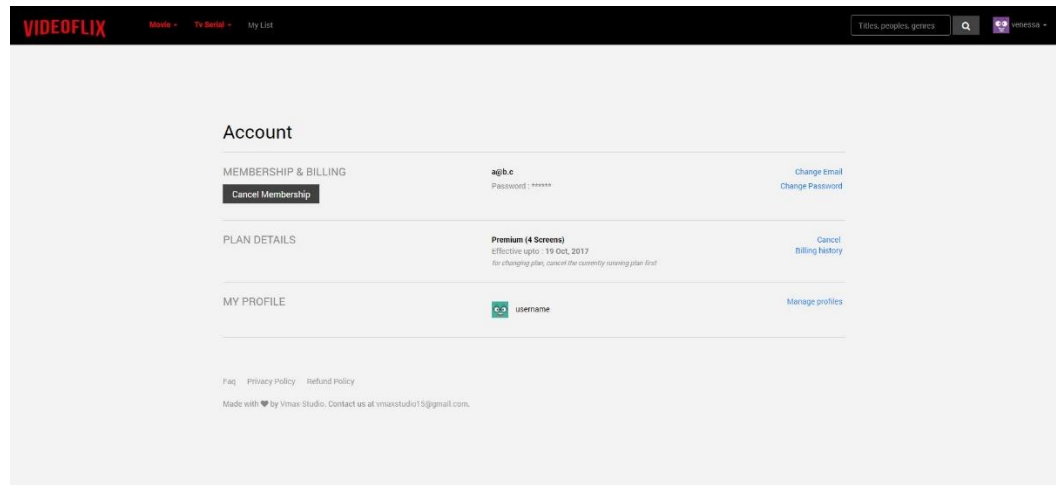 VIDEOFLIX Movie Tv Serial My List Titles, peoples, genres venessa
Account
MEMBERSHIP & BILLING a@b.c Change Email
Cancel Membership Password : ****** Change Password
PLAN DETAILS Premium (4 Screens) Cancel
Effective upto : 19 Oct, 2017 Billing history
for changing plan, cancel the currently running plan first
MY PROFILE username Manage profiles
Faq Privacy Policy Refund Policy
Made with ❤ by Vmax Studio. Contact us at vmaxstudio15@gmail.com.